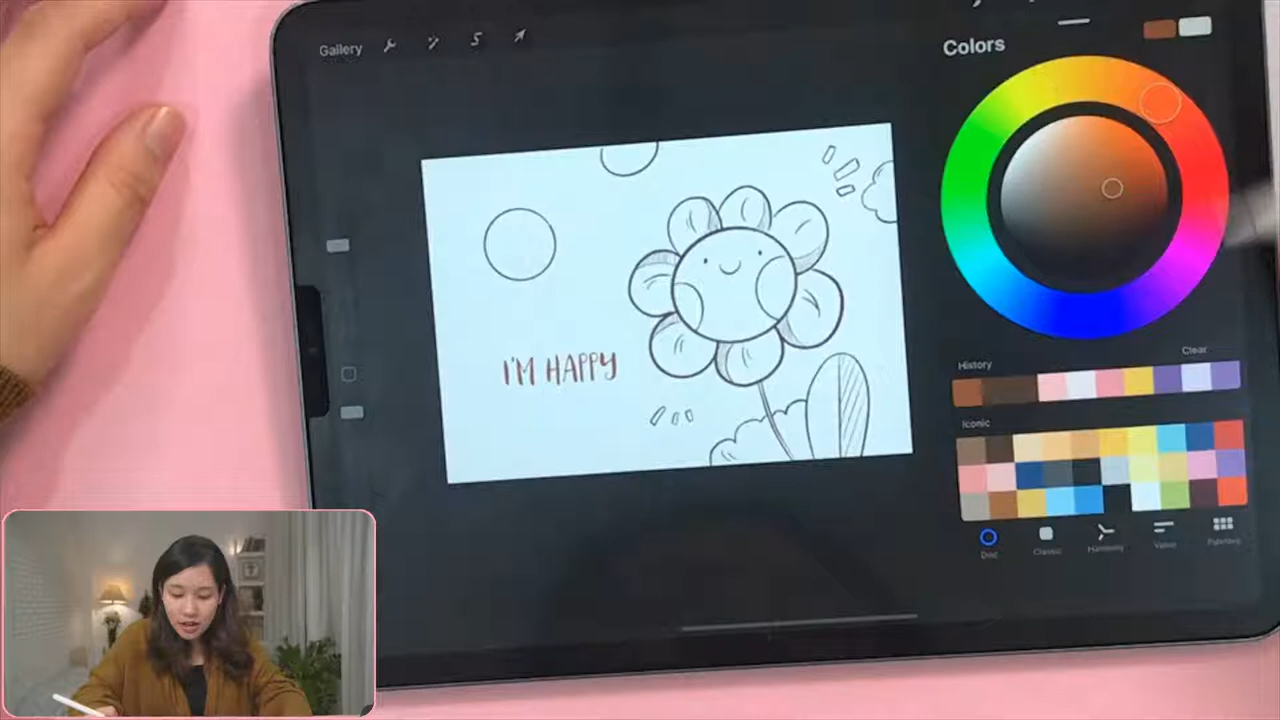 Gallery
Colors
I'M HAPPY
History
Clear
Iconic
Disc
Classic
Harmony
Value
Palettes